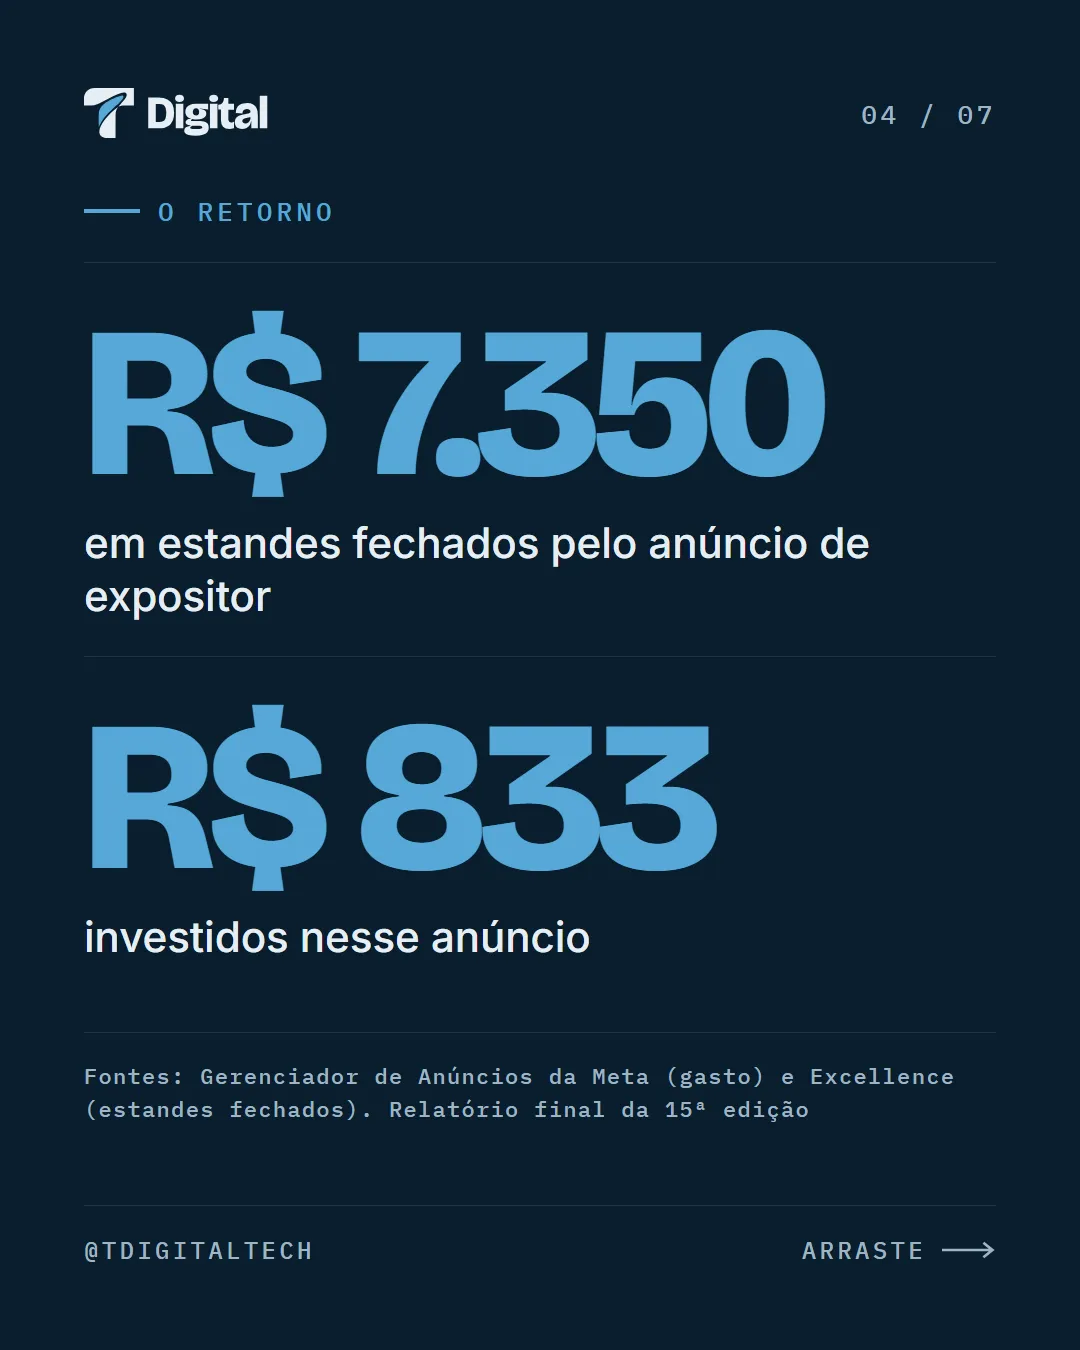 T Digital
04 / 07
O RETORNO
R$ 7.350
em estandes fechados pelo anúncio de
expositor
R$ 833
investidos nesse anúncio
Fontes: Gerenciador de Anúncios da Meta (gasto) e Excellence
(estandes fechados). Relatório final da 15ª edição
@TDIGITALTECH
ARRASTE